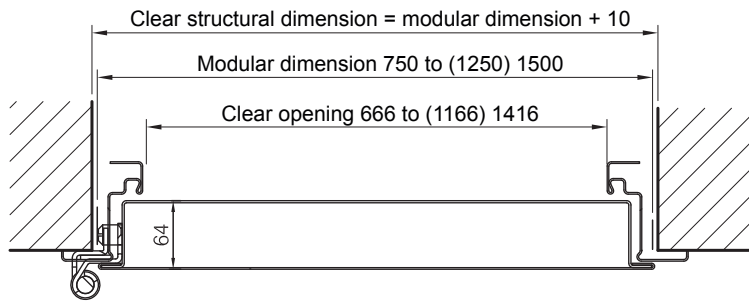 Clear structural dimension = modular dimension + 10
Modular dimension 750 to (1250) 1500
Clear opening 666 to (1166) 1416
64